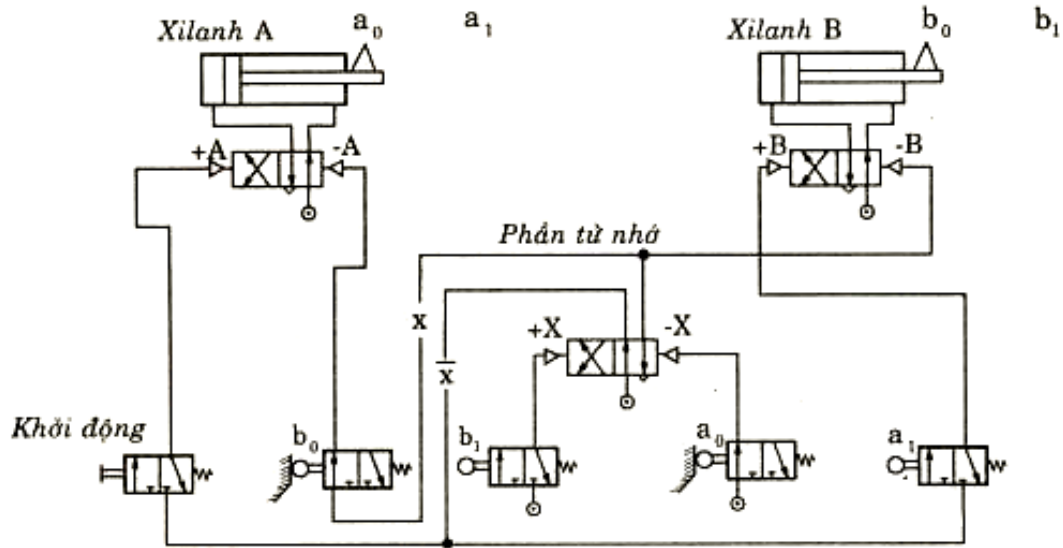 Xilanh A
a₀
a₁
Xilanh B
b₀
b₁
+A
-A
+B
-B
Phần tử nhớ
x
x̅
+X
-X
Khởi động
b₀
b₁
a₀
a₁